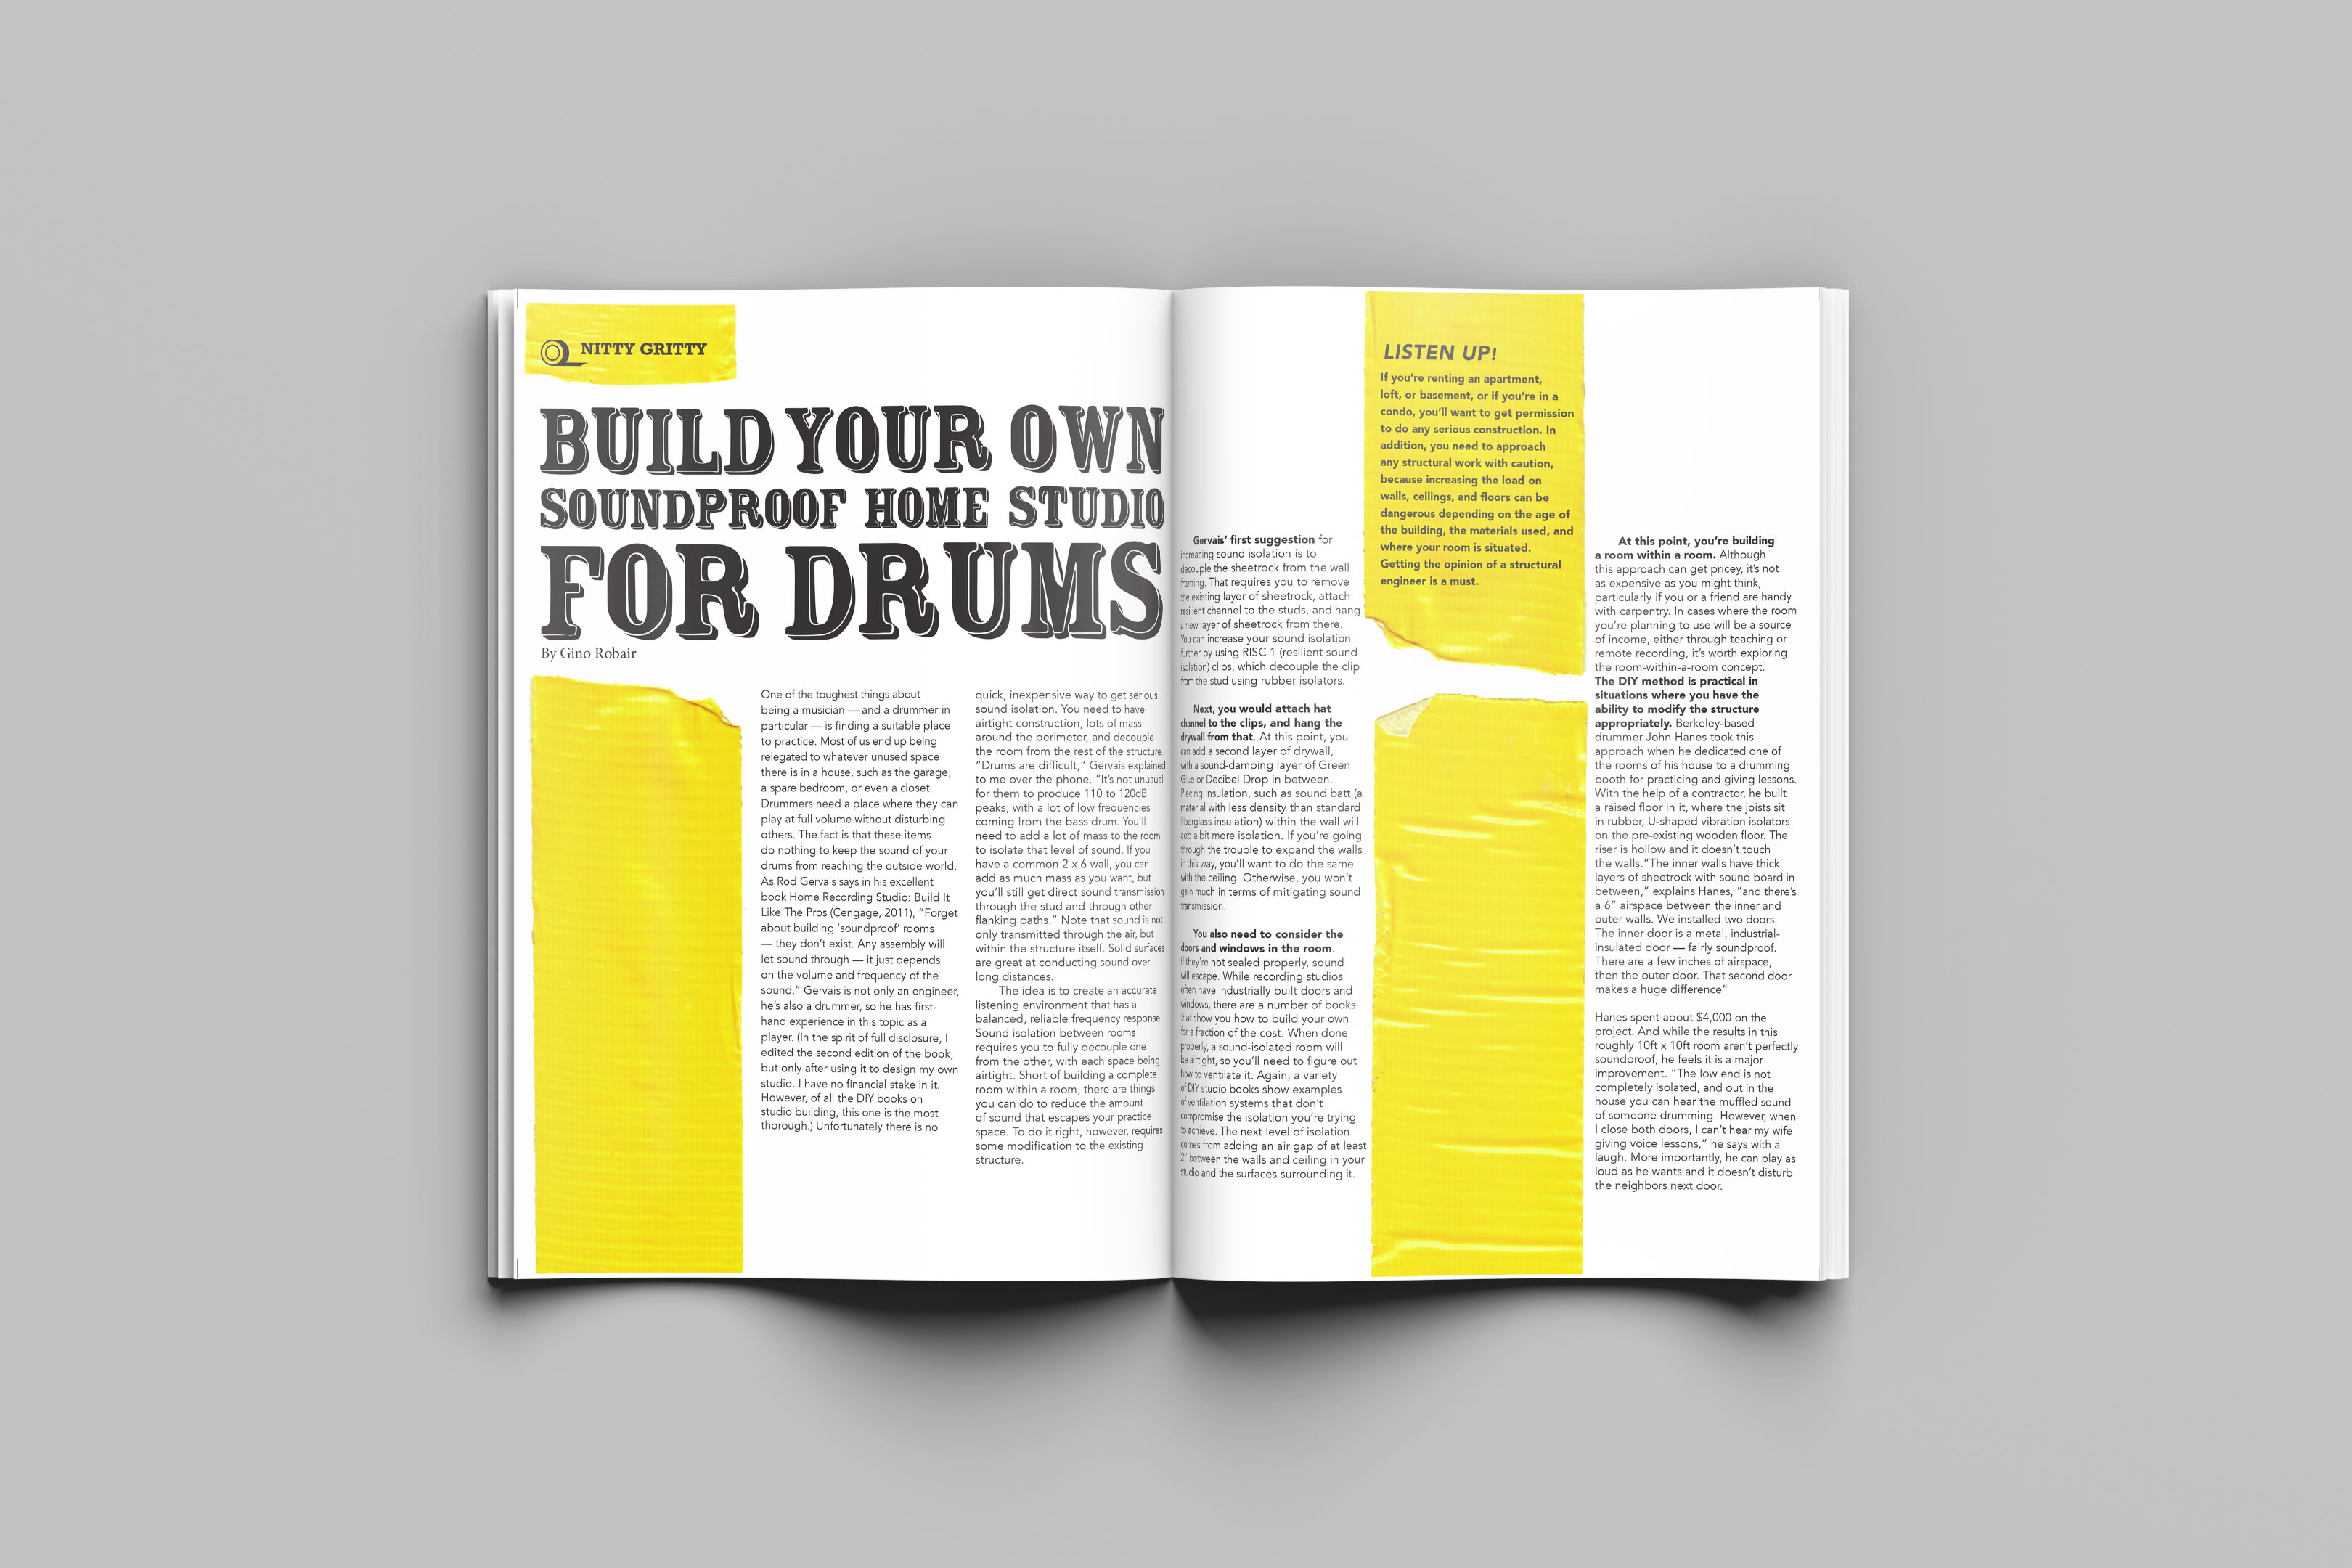 NITTY GRITTY
BUILD YOUR OWN
SOUNDPROOF HOME STUDIO
FOR DRUMS
By Gino Robair
One of the toughest things about
being a musician — and a drummer in
particular — is finding a suitable place
to practice. Most of us end up being
relegated to whatever unused space
there is in a house, such as the garage,
a spare bedroom, or even a closet.
Drummers need a place where they can
play at full volume without disturbing
others. The fact is that these items
do nothing to keep the sound of your
drums from reaching the outside world.
As Rod Gervais says in his excellent
book Home Recording Studio: Build It
Like The Pros (Cengage, 2011), “Forget
about building ‘soundproof’ rooms
— they don’t exist. Any assembly will
let sound through — it just depends
on the volume and frequency of the
sound.” Gervais is not only an engineer,
he’s also a drummer, so he has first-
hand experience in this topic as a
player. (In the spirit of full disclosure, I
edited the second edition of the book,
but only after using it to design my own
studio. I have no financial stake in it.
However, of all the DIY books on
studio building, this one is the most
thorough.) Unfortunately there is no
quick, inexpensive way to get serious
sound isolation. You need to have
airtight construction, lots of mass
around the perimeter, and decouple
the room from the rest of the structure.
“Drums are difficult,” Gervais explained
to me over the phone. “It’s not unusual
for them to produce 110 to 120dB
peaks, with a lot of low frequencies
coming from the bass drum. You’ll
need to add a lot of mass to the room
to isolate that level of sound. If you
have a common 2 x 6 wall, you can
add as much mass as you want, but
you’ll still get direct sound transmission
through the stud and through other
flanking paths.” Note that sound is not
only transmitted through the air, but
within the structure itself. Solid surfaces
are great at conducting sound over
long distances.
The idea is to create an accurate
listening environment that has a
balanced, reliable frequency response.
Sound isolation between rooms
requires you to fully decouple one
from the other, with each space being
airtight. Short of building a complete
room within a room, there are things
you can do to reduce the amount
of sound that escapes your practice
space. To do it right, however, requires
some modification to the existing
structure.
Gervais’ first suggestion for
increasing sound isolation is to
decouple the sheetrock from the wall
framing. That requires you to remove
the existing layer of sheetrock, attach
resilient channel to the studs, and hang
a new layer of sheetrock from there.
You can increase your sound isolation
further by using RISC 1 (resilient sound
isolation) clips, which decouple the clip
from the stud using rubber isolators.
Next, you would attach hat
channel to the clips, and hang the
drywall from that. At this point, you
can add a second layer of drywall,
with a sound-damping layer of Green
Glue or Decibel Drop in between.
Placing insulation, such as sound batt (a
material with less density than standard
fiberglass insulation) within the wall will
add a bit more isolation. If you’re going
through the trouble to expand the walls
in this way, you’ll want to do the same
with the ceiling. Otherwise, you won’t
gain much in terms of mitigating sound
transmission.
You also need to consider the
doors and windows in the room.
If they’re not sealed properly, sound
will escape. While recording studios
often have industrially built doors and
windows, there are a number of books
that show you how to build your own
for a fraction of the cost. When done
properly, a sound-isolated room will
be airtight, so you’ll need to figure out
how to ventilate it. Again, a variety
of DIY studio books show examples
of ventilation systems that don’t
compromise the isolation you’re trying
to achieve. The next level of isolation
comes from adding an air gap of at least
2” between the walls and ceiling in your
studio and the surfaces surrounding it.
LISTEN UP!
If you’re renting an apartment,
loft, or basement, or if you’re in a
condo, you’ll want to get permission
to do any serious construction. In
addition, you need to approach
any structural work with caution,
because increasing the load on
walls, ceilings, and floors can be
dangerous depending on the age of
the building, the materials used, and
where your room is situated.
Getting the opinion of a structural
engineer is a must.
At this point, you’re building
a room within a room. Although
this approach can get pricey, it’s not
as expensive as you might think,
particularly if you or a friend are handy
with carpentry. In cases where the room
you’re planning to use will be a source
of income, either through teaching or
remote recording, it’s worth exploring
the room-within-a-room concept.
The DIY method is practical in
situations where you have the
ability to modify the structure
appropriately. Berkeley-based
drummer John Hanes took this
approach when he dedicated one of
the rooms of his house to a drumming
booth for practicing and giving lessons.
With the help of a contractor, he built
a raised floor in it, where the joists sit
in rubber, U-shaped vibration isolators
on the pre-existing wooden floor. The
riser is hollow and it doesn’t touch
the walls.”The inner walls have thick
layers of sheetrock with sound board in
between,” explains Hanes, “and there’s
a 6” airspace between the inner and
outer walls. We installed two doors.
The inner door is a metal, industrial-
insulated door — fairly soundproof.
There are a few inches of airspace,
then the outer door. That second door
makes a huge difference”
Hanes spent about $4,000 on the
project. And while the results in this
roughly 10ft x 10ft room aren’t perfectly
soundproof, he feels it is a major
improvement. “The low end is not
completely isolated, and out in the
house you can hear the muffled sound
of someone drumming. However, when
I close both doors, I can’t hear my wife
giving voice lessons,” he says with a
laugh. More importantly, he can play as
loud as he wants and it doesn’t disturb
the neighbors next door.